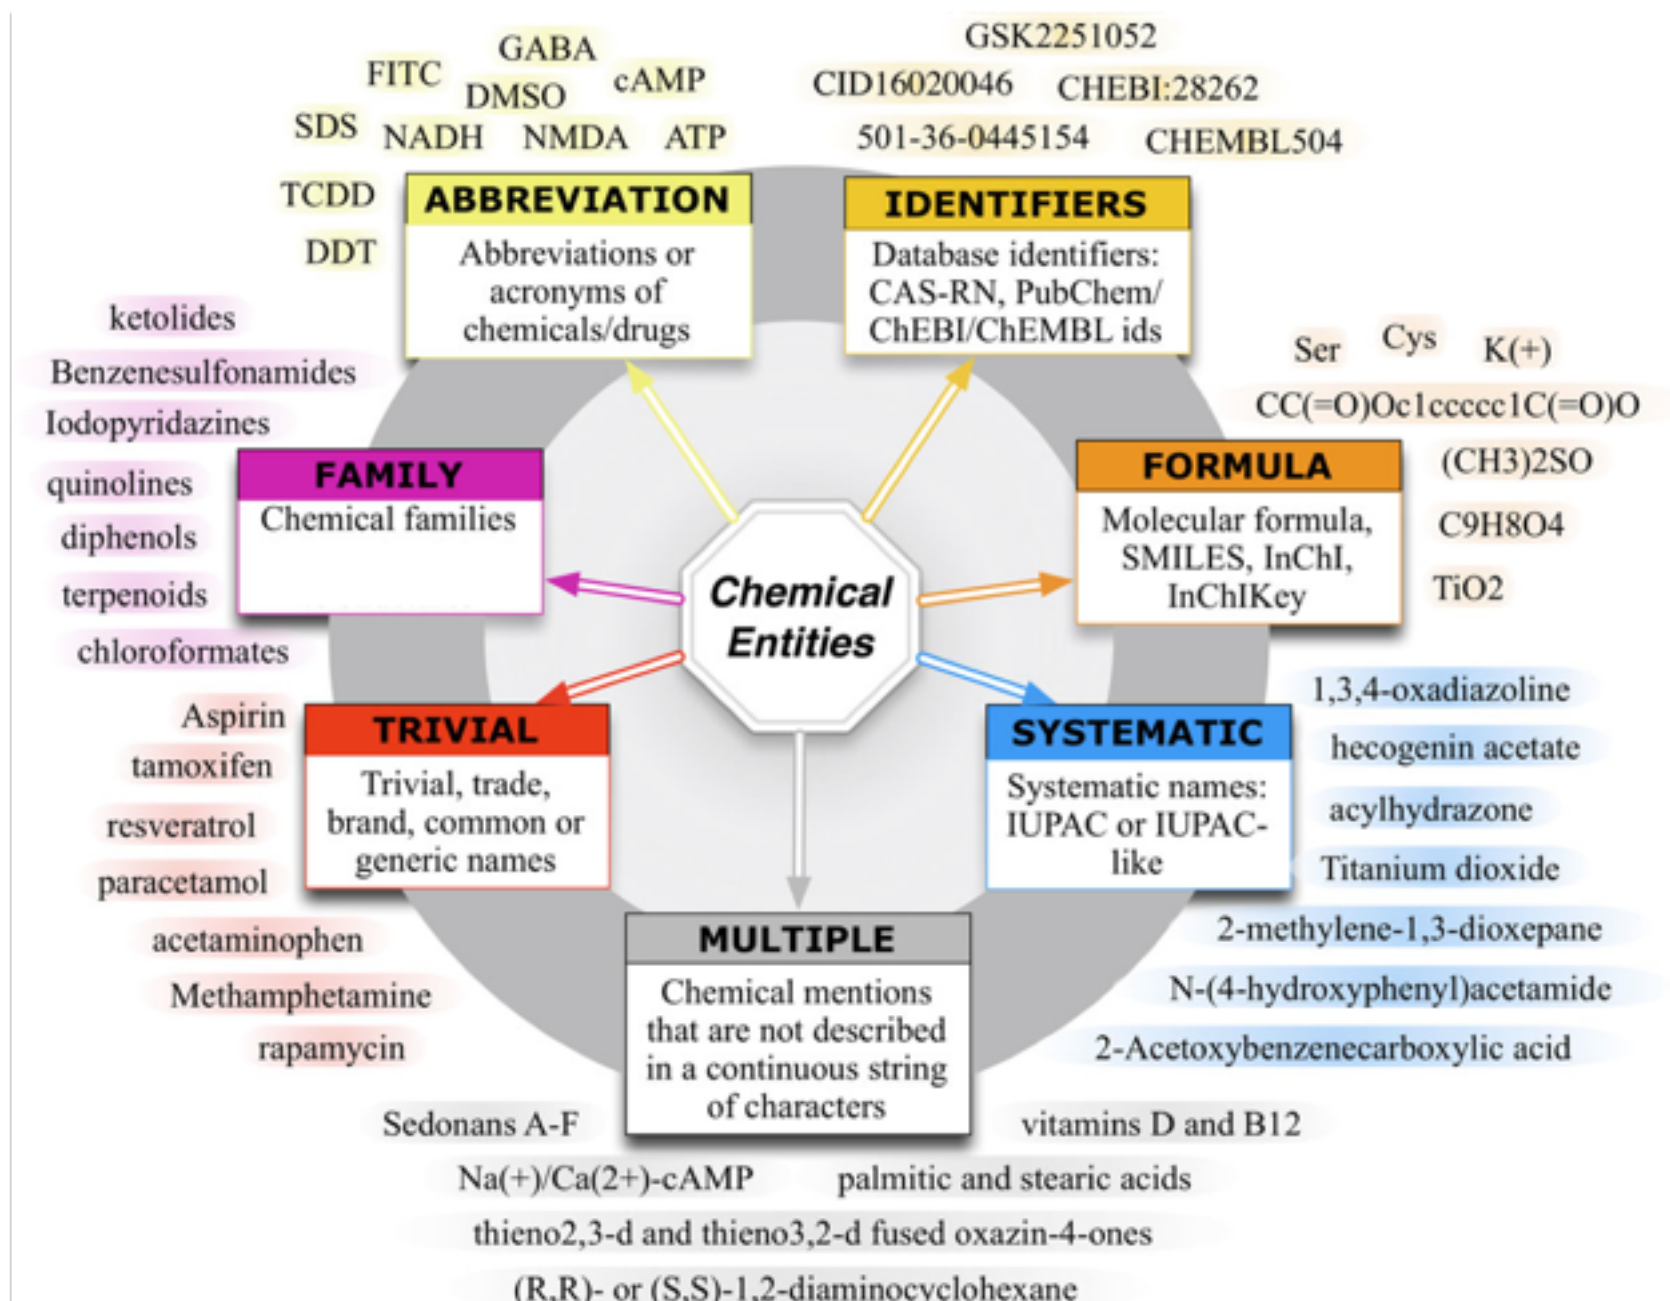 GABA
FITC
DMSO
cAMP
SDS
NADH
NMDA
ATP
TCDD
DDT
ABBREVIATION
Abbreviations or
acronyms of
chemicals/drugs
GSK2251052
CID16020046
CHEBI:28262
501-36-0445154
CHEMBL504
IDENTIFIERS
Database identifiers:
CAS-RN, PubChem/
ChEBI/ChEMBL ids
ketolides
Benzenesulfonamides
Iodopyridazines
quinolines
diphenols
terpenoids
chloroformates
FAMILY
Chemical families
Chemical
Entities
Ser
Cys
K(+)
CC(=O)Oc1ccccc1C(=O)O
(CH3)2SO
C9H8O4
TiO2
FORMULA
Molecular formula,
SMILES, InChI,
InChIKey
Aspirin
tamoxifen
resveratrol
paracetamol
acetaminophen
Methamphetamine
rapamycin
TRIVIAL
Trivial, trade,
brand, common or
generic names
SYSTEMATIC
Systematic names:
IUPAC or IUPAC-
like
1,3,4-oxadiazoline
hecogenin acetate
acylhydrazone
Titanium dioxide
2-methylene-1,3-dioxepane
N-(4-hydroxyphenyl)acetamide
2-Acetoxybenzenecarboxylic acid
MULTIPLE
Chemical mentions
that are not described
in a continuous string
of characters
Sedonans A-F
vitamins D and B12
Na(+)/Ca(2+)-cAMP
palmitic and stearic acids
thieno2,3-d and thieno3,2-d fused oxazin-4-ones
(R,R)- or (S,S)-1,2-diaminocyclohexane